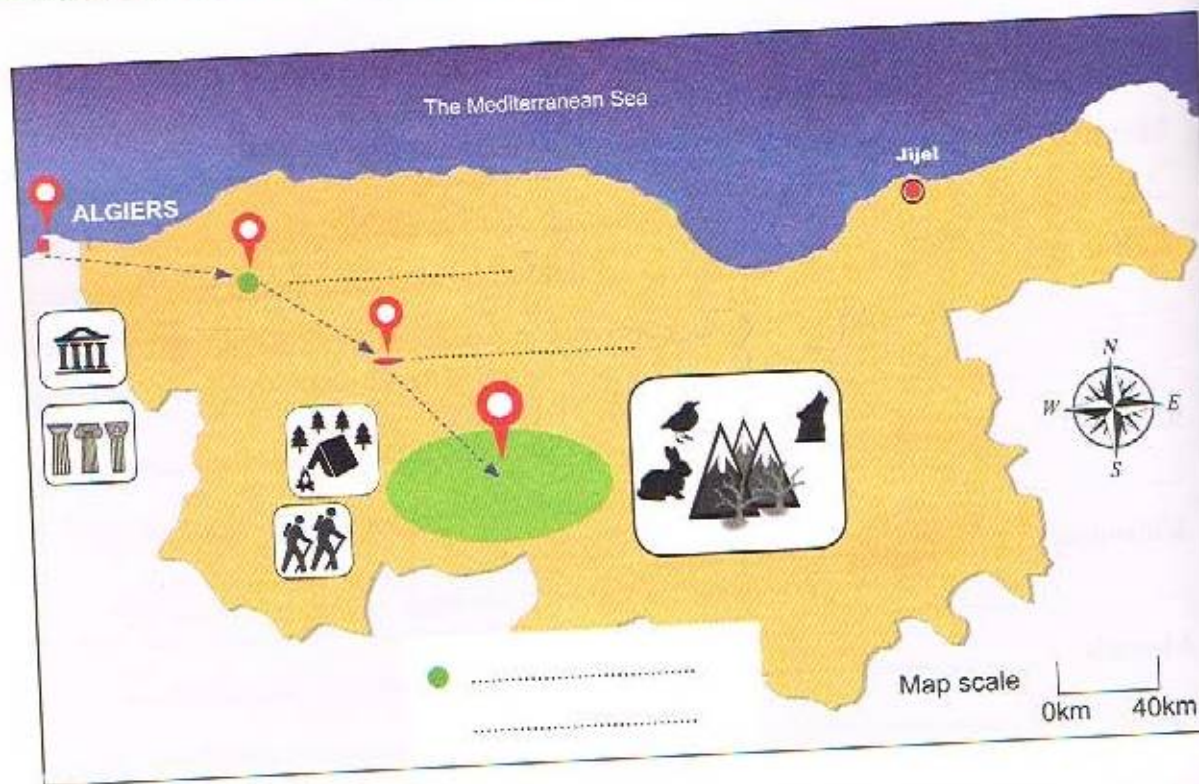 The Mediterranean Sea
Jijel
ALGIERS
N
W E
S
Map scale
0km 40km